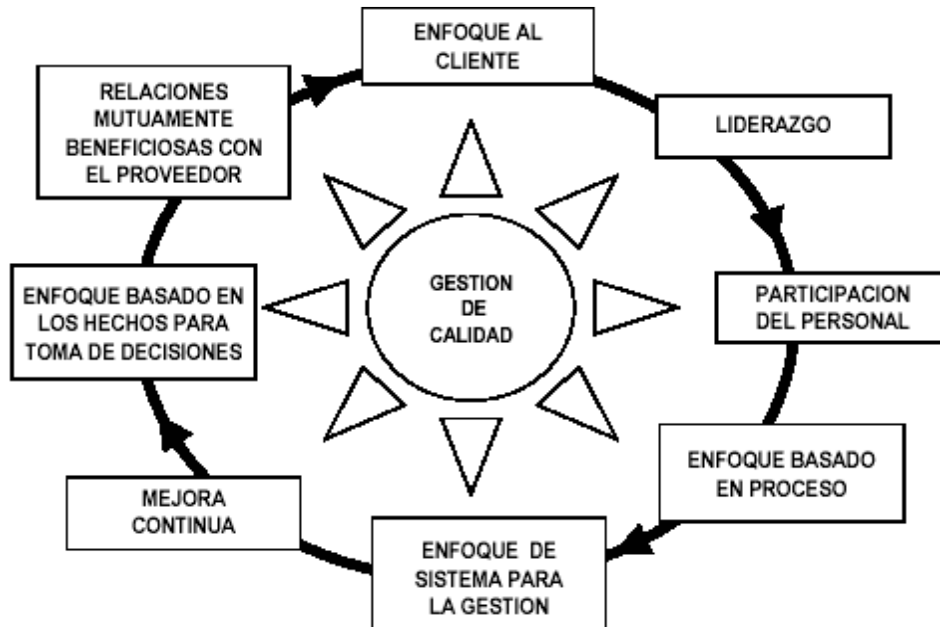 ENFOQUE AL
CLIENTE
LIDERAZGO
PARTICIPACION
DEL PERSONAL
ENFOQUE BASADO
EN PROCESO
ENFOQUE DE
SISTEMA PARA
LA GESTION
MEJORA
CONTINUA
ENFOQUE BASADO EN
LOS HECHOS PARA
TOMA DE DECISIONES
RELACIONES
MUTUAMENTE
BENEFICIOSAS CON
EL PROVEEDOR
GESTION
DE
CALIDAD